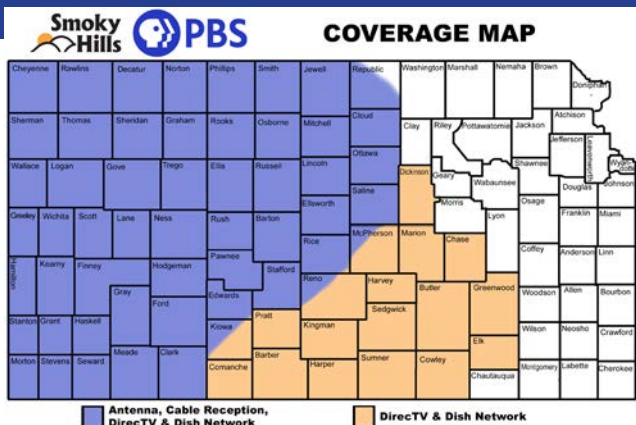 Smoky
Hills
PBS
COVERAGE MAP
Cheyenne Rawlins Decatur Norton Phillips Smith Jewell Republic Washington Marshall Nemaha Brown
Doniphan
Sherman Thomas Sheridan Graham Rooks Osborne Mitchell Cloud Clay Riley Pottawatomie Jackson Atchison
Jefferson Leavenworth
Wallace Logan Gove Trego Ellis Russell Lincoln Ottawa Dickinson Geary Wabaunsee Shawnee Douglas Johnson
Greeley Wichita Scott Lane Ness Rush Barton Ellsworth Saline Morris Lyon Osage Franklin Miami
Hamilton Kearny Finney Hodgeman Pawnee Stafford Rice McPherson Marion Chase Coffey Anderson Linn
Gray Ford Edwards Reno Harvey Butler Greenwood Woodson Allen Bourbon
Stanton Grant Haskell Kiowa Pratt Kingman Sedgwick Elk Wilson Neosho Crawford
Morton Stevens Seward Meade Clark Comanche Barber Harper Sumner Cowley Chautauqua Montgomery Labette Cherokee
Antenna, Cable Reception,
DirecTV & Dish Network
DirecTV & Dish Network